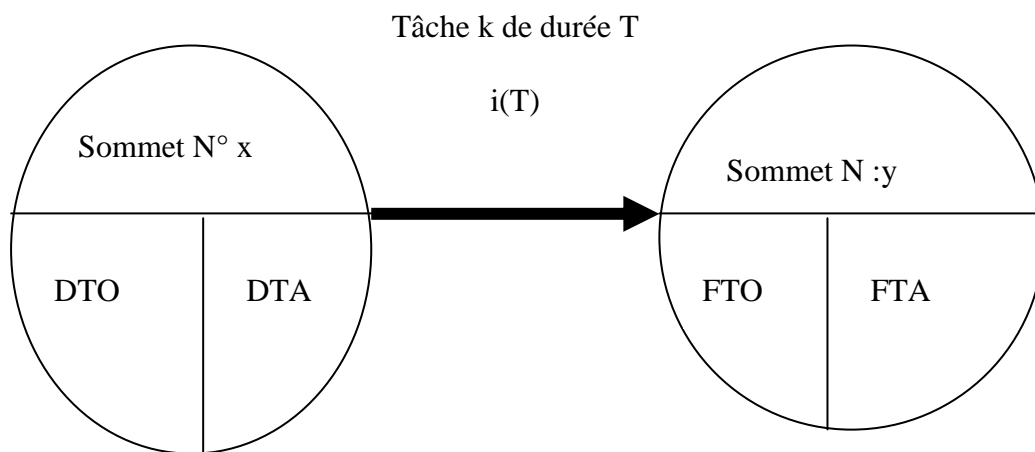 Tâche k de durée T
i(T)
Sommet N° x
Sommet N :y
DTO
DTA
FTO
FTA